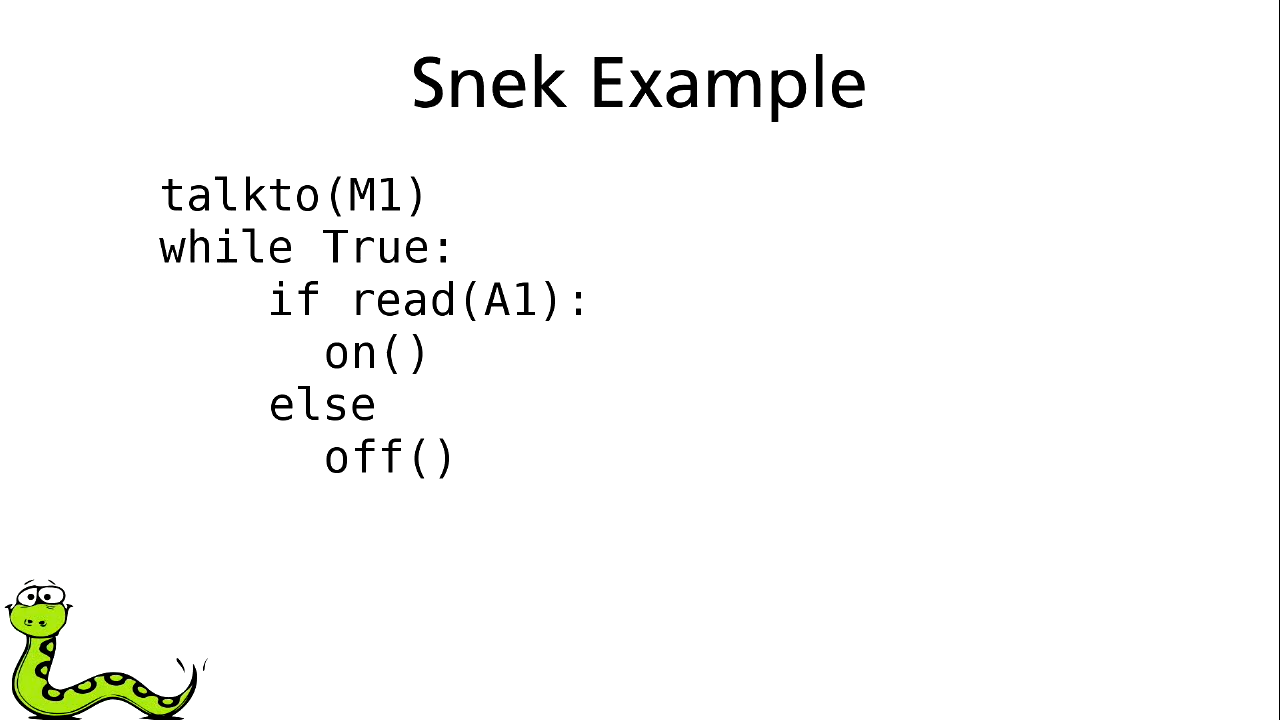 Snek Example
talkto(M1)
while True:
    if read(A1):
      on()
    else
      off()